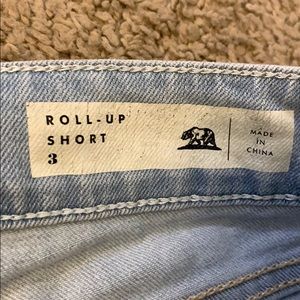 ROLL-UP
SHORT
3
MADE
IN
CHINA